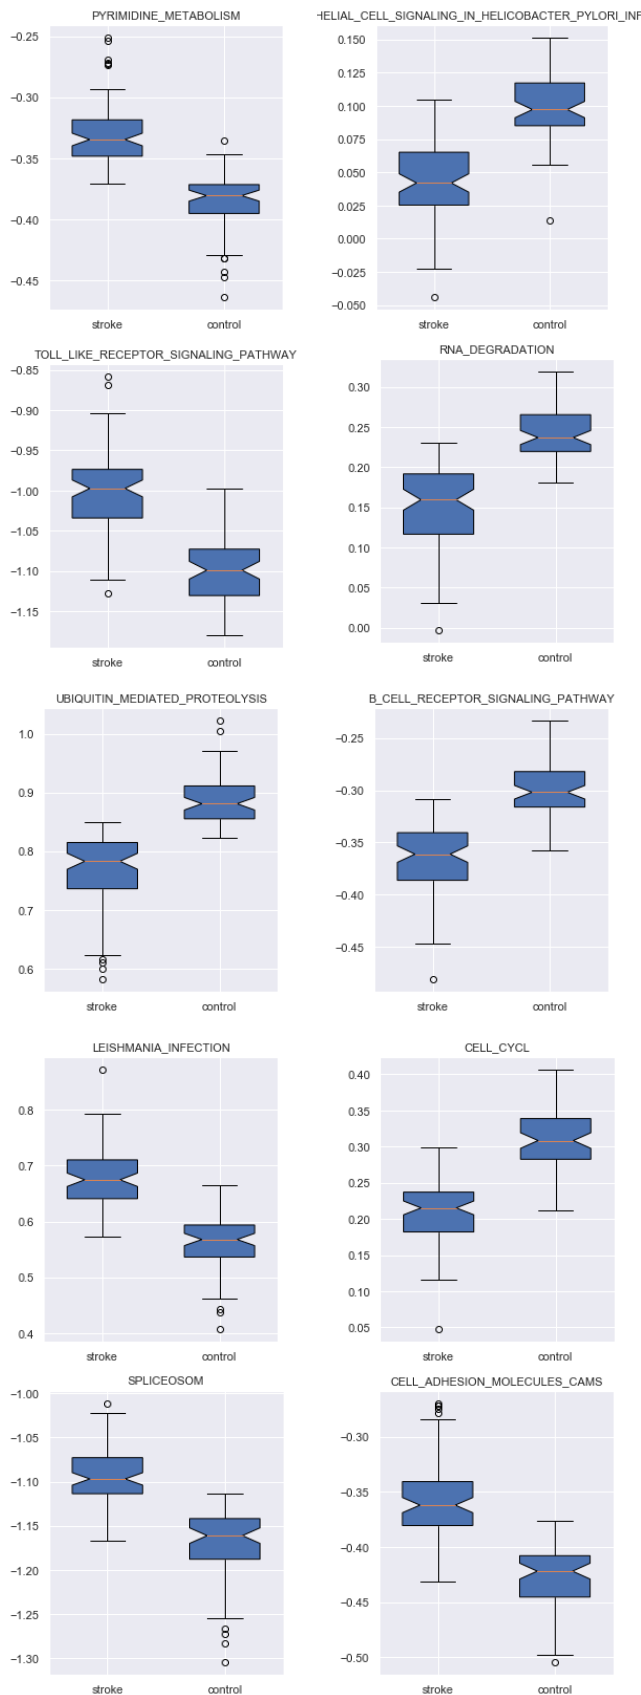 PYRIMIDINE_METABOLISM
−0.25
−0.30
−0.35
−0.40
−0.45
stroke
control
HELIAL_CELL_SIGNALING_IN_HELICOBACTER_PYLORI_INF
0.150
0.125
0.100
0.075
0.050
0.025
0.000
−0.025
−0.050
stroke
control
TOLL_LIKE_RECEPTOR_SIGNALING_PATHWAY
−0.85
−0.90
−0.95
−1.00
−1.05
−1.10
−1.15
stroke
control
RNA_DEGRADATION
0.30
0.25
0.20
0.15
0.10
0.05
0.00
stroke
control
UBIQUITIN_MEDIATED_PROTEOLYSIS
1.0
0.9
0.8
0.7
0.6
stroke
control
B_CELL_RECEPTOR_SIGNALING_PATHWAY
−0.25
−0.30
−0.35
−0.40
−0.45
stroke
control
LEISHMANIA_INFECTION
0.8
0.7
0.6
0.5
0.4
stroke
control
CELL_CYCL
0.40
0.35
0.30
0.25
0.20
0.15
0.10
0.05
stroke
control
SPLICEOSOM
−1.00
−1.05
−1.10
−1.15
−1.20
−1.25
−1.30
stroke
control
CELL_ADHESION_MOLECULES_CAMS
−0.30
−0.35
−0.40
−0.45
−0.50
stroke
control